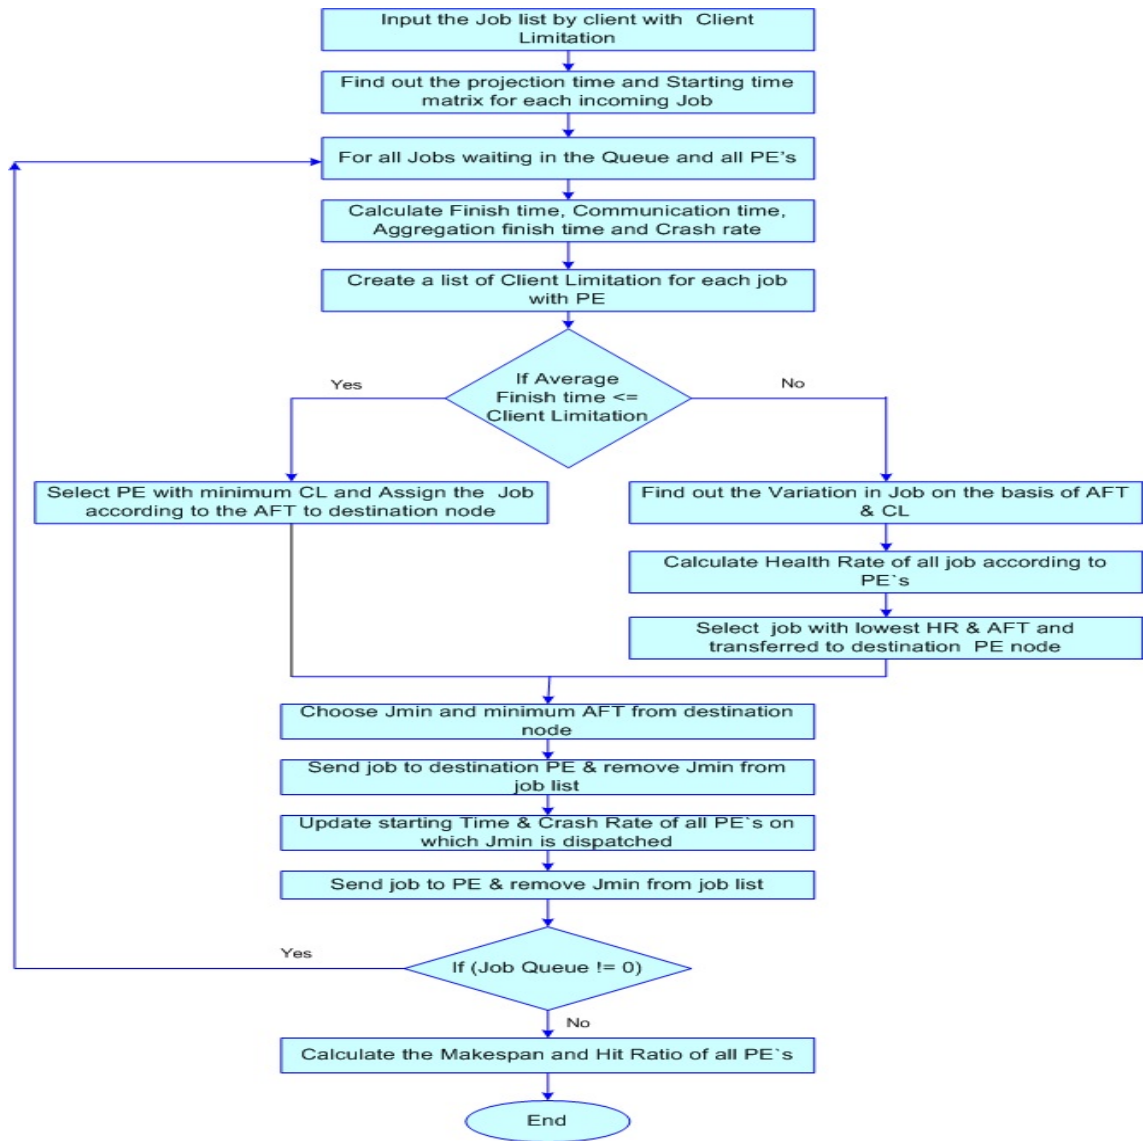 Input the Job list by client with Client
Limitation
Find out the projection time and Starting time
matrix for each incoming Job
For all Jobs waiting in the Queue and all PE's
Calculate Finish time, Communication time,
Aggregation finish time and Crash rate
Create a list of Client Limitation for each job
with PE
If Average
Finish time <=
Client Limitation
Yes
No
Select PE with minimum CL and Assign the Job
according to the AFT to destination node
Find out the Variation in Job on the basis of AFT
& CL
Calculate Health Rate of all job according to
PE`s
Select job with lowest HR & AFT and
transferred to destination PE node
Choose Jmin and minimum AFT from destination
node
Send job to destination PE & remove Jmin from
job list
Update starting Time & Crash Rate of all PE`s on
which Jmin is dispatched
Send job to PE & remove Jmin from job list
If (Job Queue != 0)
Yes
No
Calculate the Makespan and Hit Ratio of all PE`s
End